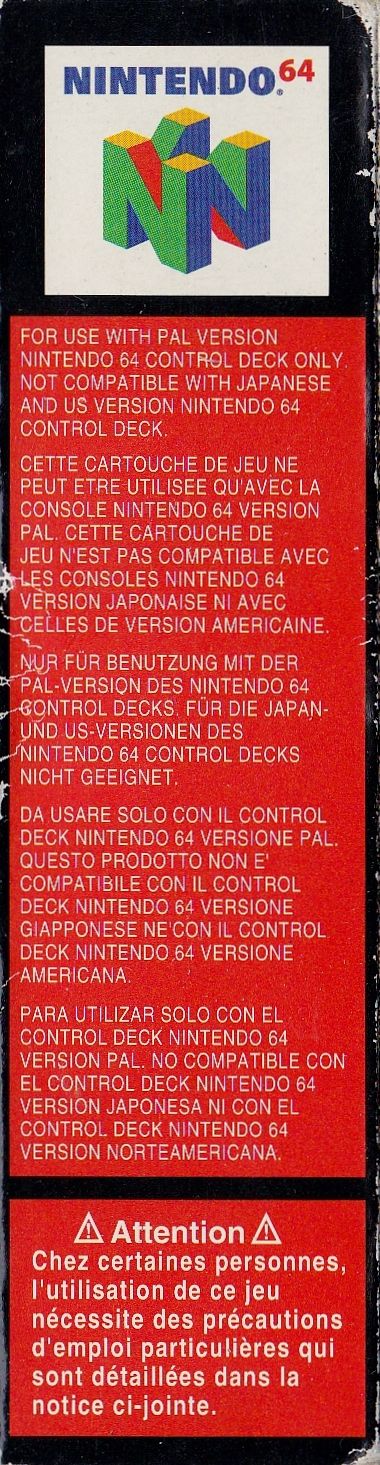 NINTENDO64
FOR USE WITH PAL VERSION
NINTENDO 64 CONTROL DECK ONLY.
NOT COMPATIBLE WITH JAPANESE
AND US VERSION NINTENDO 64
CONTROL DECK.
CETTE CARTOUCHE DE JEU NE
PEUT ETRE UTILISEE QU'AVEC LA
CONSOLE NINTENDO 64 VERSION
PAL. CETTE CARTOUCHE DE
JEU N'EST PAS COMPATIBLE AVEC
LES CONSOLES NINTENDO 64
VERSION JAPONAISE NI AVEC
CELLES DE VERSION AMERICAINE.
NUR FÜR BENUTZUNG MIT DER
PAL-VERSION DES NINTENDO 64
CONTROL DECKS. FÜR DIE JAPAN-
UND US-VERSIONEN DES
NINTENDO 64 CONTROL DECKS
NICHT GEEIGNET.
DA USARE SOLO CON IL CONTROL
DECK NINTENDO 64 VERSIONE PAL.
QUESTO PRODOTTO NON E'
COMPATIBILE CON IL CONTROL
DECK NINTENDO 64 VERSIONE
GIAPPONESE NE'CON IL CONTROL
DECK NINTENDO 64 VERSIONE
AMERICANA.
PARA UTILIZAR SOLO CON EL
CONTROL DECK NINTENDO 64
VERSION PAL. NO COMPATIBLE CON
EL CONTROL DECK NINTENDO 64
VERSION JAPONESA NI CON EL
CONTROL DECK NINTENDO 64
VERSION NORTEAMERICANA.
⚠ Attention ⚠
Chez certaines personnes,
l'utilisation de ce jeu
nécessite des précautions
d'emploi particulières qui
sont détaillées dans la
notice ci-jointe.